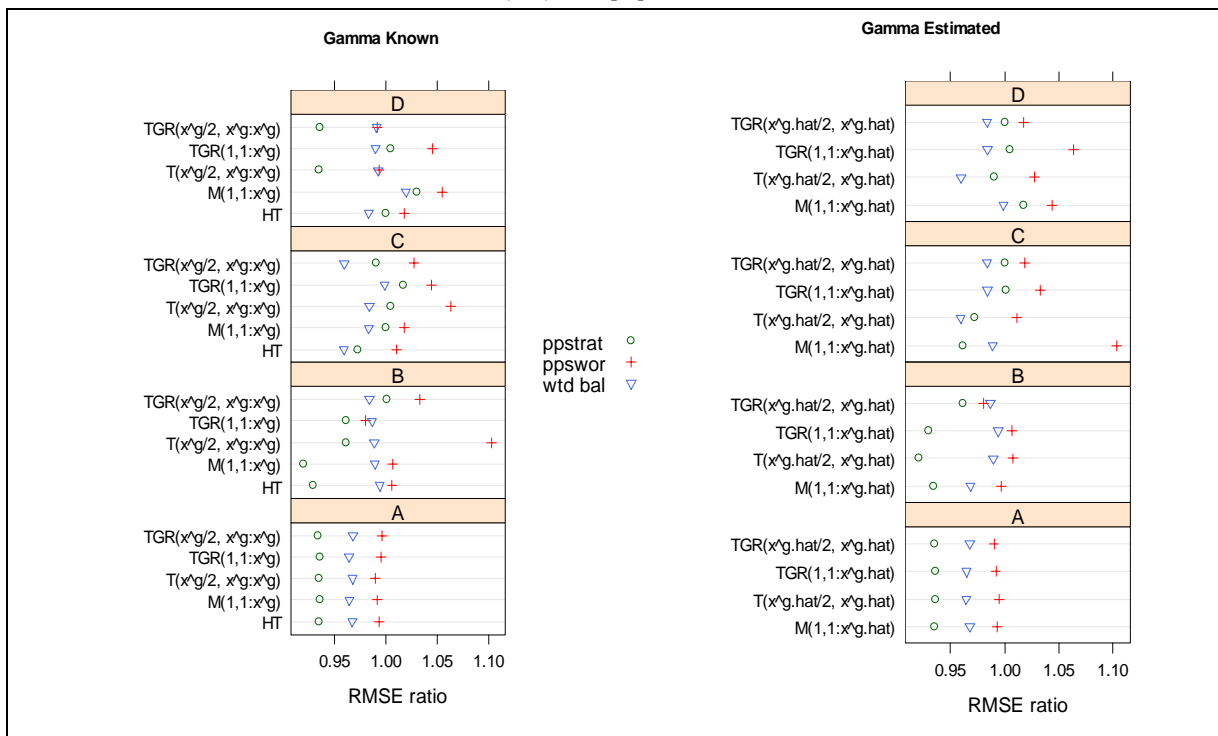 Gamma Known
D
TGR(x^g/2, x^g:x^g)
TGR(1,1:x^g)
T(x^g/2, x^g:x^g)
M(1,1:x^g)
HT
C
TGR(x^g/2, x^g:x^g)
TGR(1,1:x^g)
T(x^g/2, x^g:x^g)
M(1,1:x^g)
HT
B
TGR(x^g/2, x^g:x^g)
TGR(1,1:x^g)
T(x^g/2, x^g:x^g)
M(1,1:x^g)
HT
A
TGR(x^g/2, x^g:x^g)
TGR(1,1:x^g)
T(x^g/2, x^g:x^g)
M(1,1:x^g)
HT
0.95 1.00 1.05 1.10
RMSE ratio
ppstrat
ppswor
wtd bal
Gamma Estimated
D
TGR(x^g.hat/2, x^g.hat)
TGR(1,1:x^g.hat)
T(x^g.hat/2, x^g.hat)
M(1,1:x^g.hat)
C
TGR(x^g.hat/2, x^g.hat)
TGR(1,1:x^g.hat)
T(x^g.hat/2, x^g.hat)
M(1,1:x^g.hat)
B
TGR(x^g.hat/2, x^g.hat)
TGR(1,1:x^g.hat)
T(x^g.hat/2, x^g.hat)
M(1,1:x^g.hat)
A
TGR(x^g.hat/2, x^g.hat)
TGR(1,1:x^g.hat)
T(x^g.hat/2, x^g.hat)
M(1,1:x^g.hat)
0.95 1.00 1.05 1.10
RMSE ratio